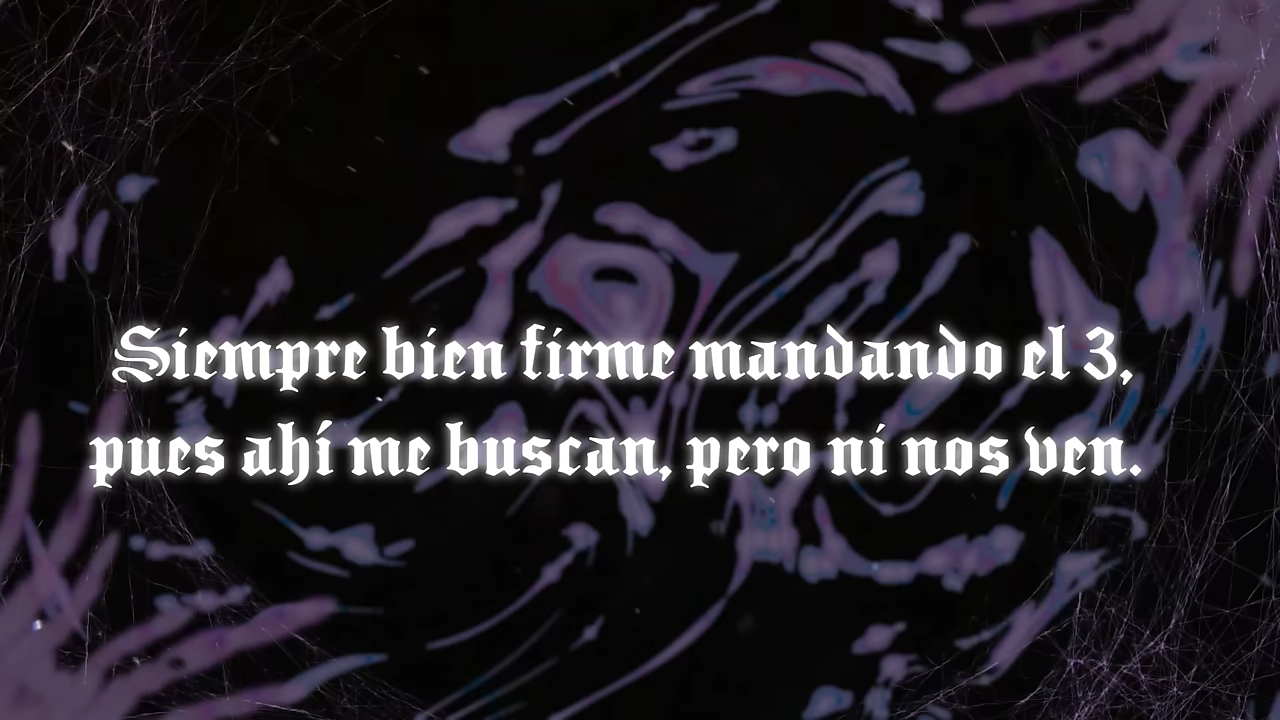 Siempre bien firme mandando el 3,
pues ahí me buscan, pero ni nos ven.